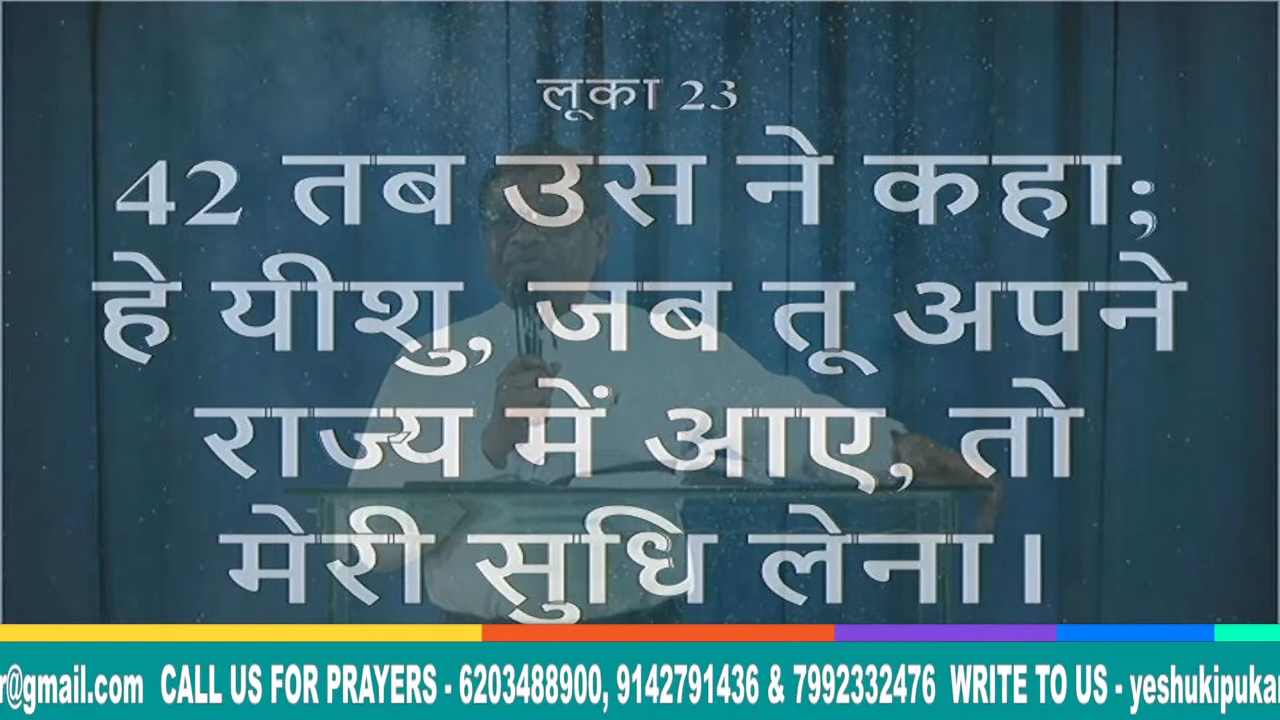 लूका 23
42 तब उस ने कहा;
हे यीशु, जब तू अपने
राज्य में आए, तो
मेरी सुधि लेना।
r@gmail.com CALL US FOR PRAYERS - 6203488900, 9142791436 & 7992332476 WRITE TO US - yeshukipukar